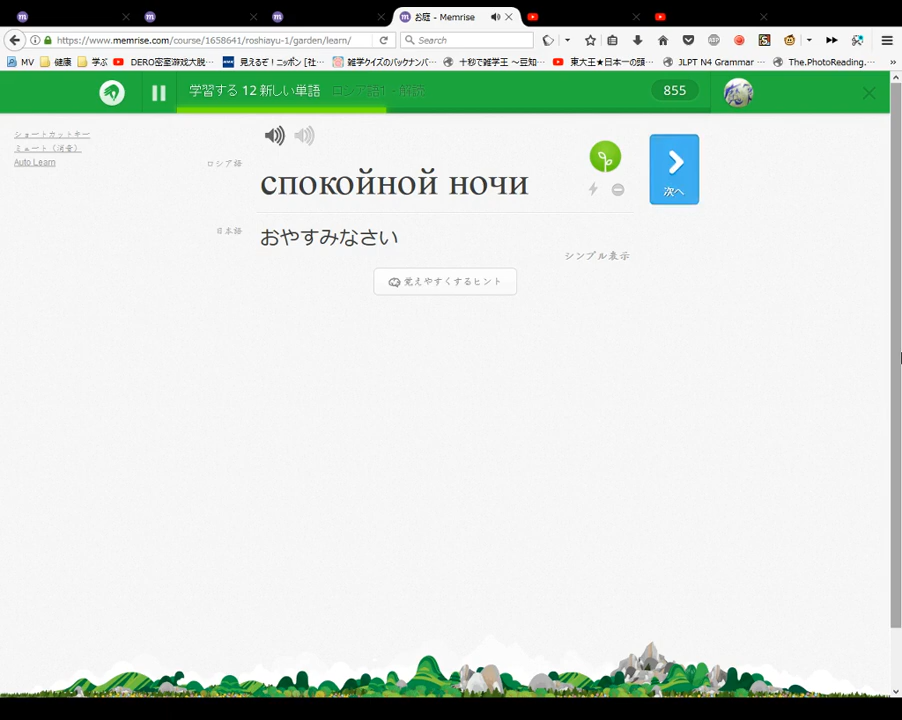 お庭 - Memrise
https://www.memrise.com/course/1658641/roshiayu-1/garden/learn/
Search
MV 健康 学ぶ DERO密室游戏大脱… 見えるぞ！ニッポン [社… 雑学クイズのバックナンバ… 十秒で雑学王 ～豆知… 東大王★日本一の頭… JLPT N4 Grammar … The.PhotoReading.… »
学習する 12 新しい単語 855
ショートカットキー
ミュート（消音）
Auto Learn
ロシア語
спокойной ночи
次へ
日本語
おやすみなさい
シンプル表示
覚えやすくするヒント